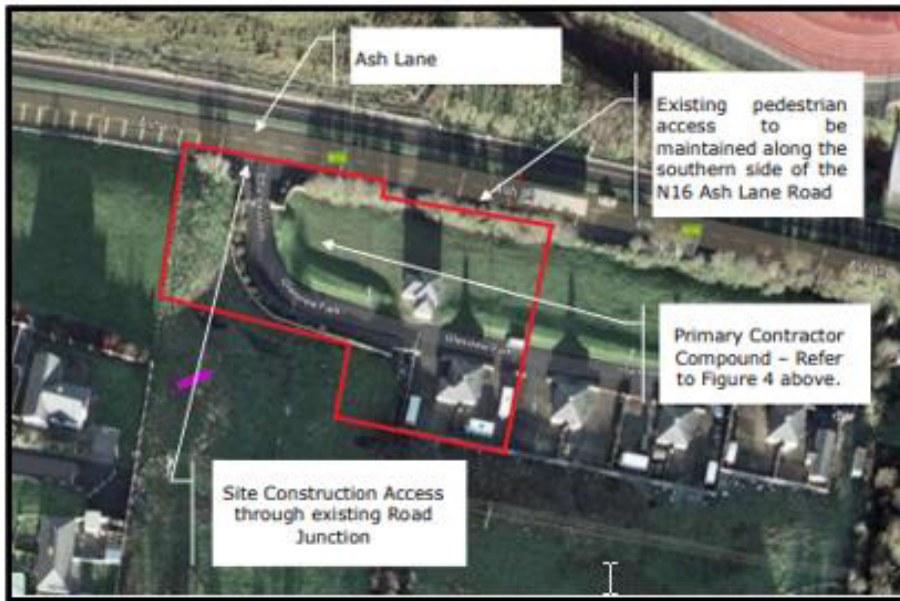 Ash Lane
Existing pedestrian
access to be
maintained along the
southern side of the
N16 Ash Lane Road
Primary Contractor
Compound – Refer
to Figure 4 above.
Site Construction Access
through existing Road
Junction